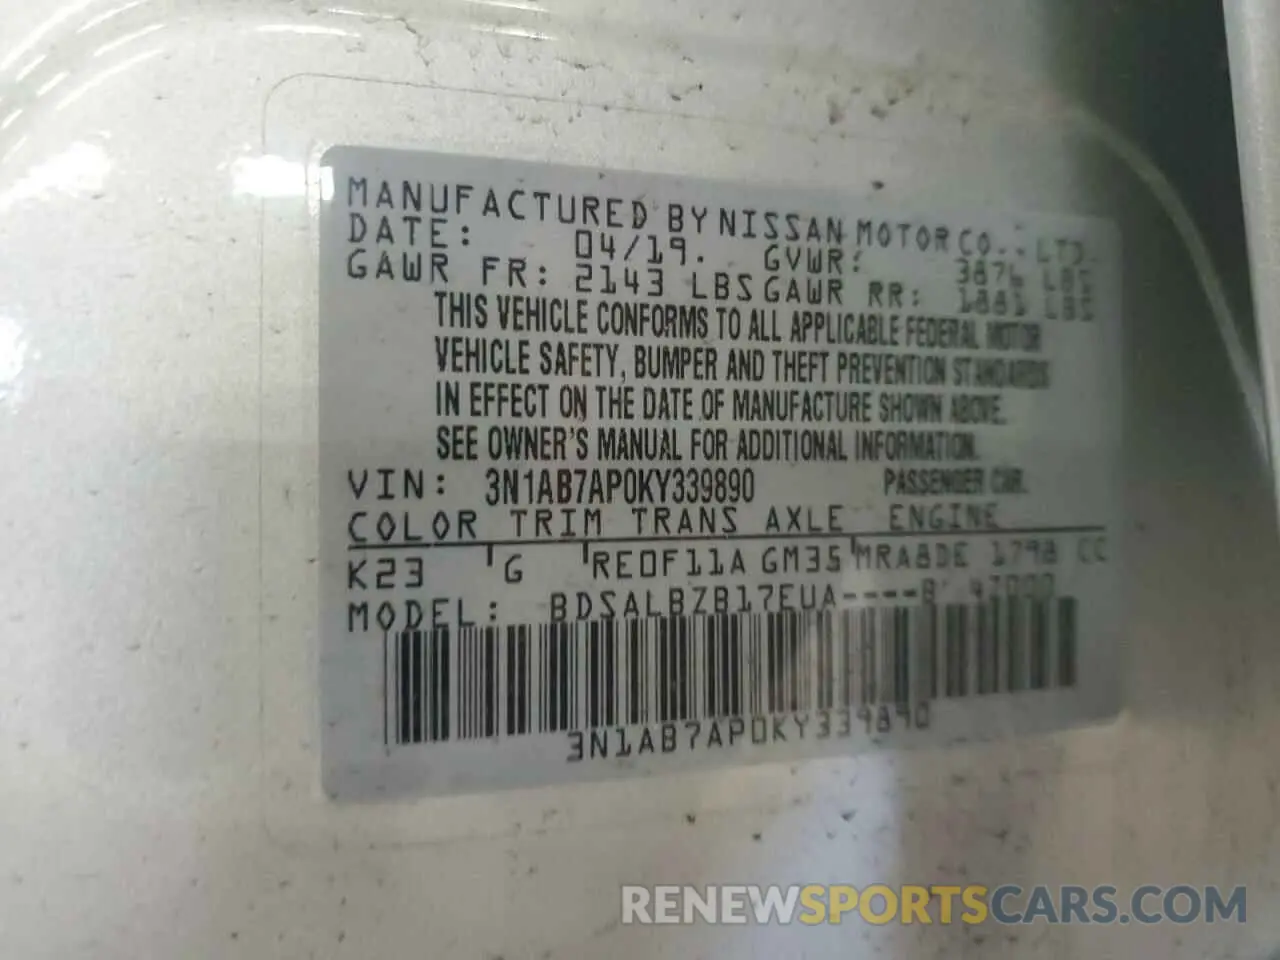 MANUFACTURED BY NISSAN MOTOR CO., LTD.
DATE: 04/19. GVWR: 3876 LBS
GAWR FR: 2143 LBS GAWR RR: 1881 LBS
THIS VEHICLE CONFORMS TO ALL APPLICABLE FEDERAL MOTOR
VEHICLE SAFETY, BUMPER AND THEFT PREVENTION STANDARDS
IN EFFECT ON THE DATE OF MANUFACTURE SHOWN ABOVE.
SEE OWNER'S MANUAL FOR ADDITIONAL INFORMATION.
VIN: 3N1AB7AP0KY339890 PASSENGER CAR.
COLOR TRIM TRANS AXLE ENGINE
K23 G RE0F11A GM35 MRA8DE 1798 CC
MODEL: BDSALBZB17EUA----B
3N1AB7AP0KY339890
RENEWSPORTSCARS.COM